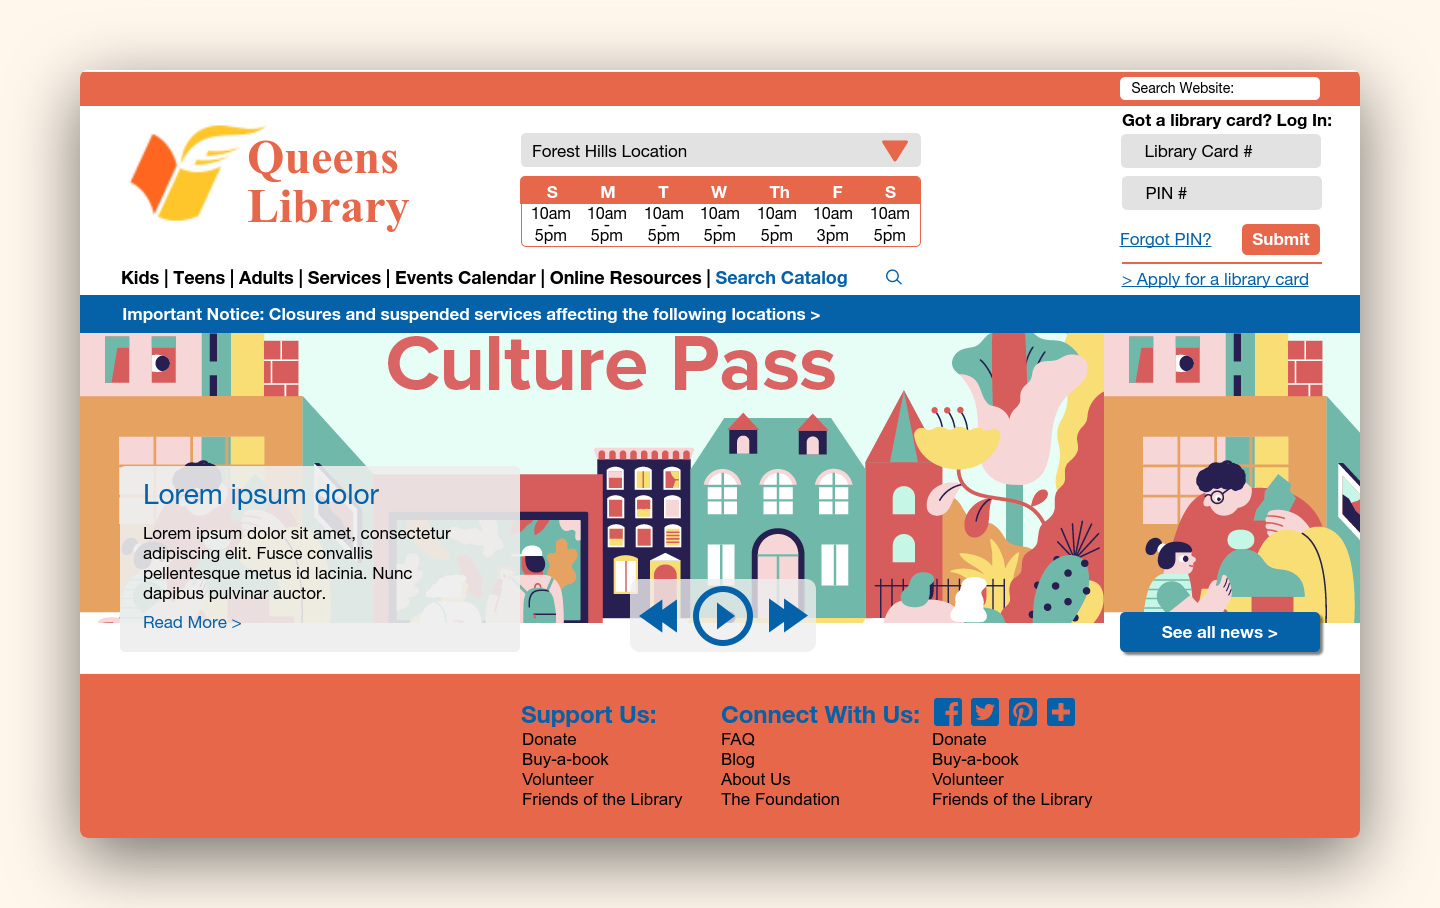 Search Website:
Got a library card? Log In:
Queens
Library
Forest Hills Location
Library Card #
S M T W Th F S
10am 10am 10am 10am 10am 10am 10am
- - - - - - -
5pm 5pm 5pm 5pm 5pm 3pm 5pm
PIN #
Forgot PIN? Submit
Kids | Teens | Adults | Services | Events Calendar | Online Resources | Search Catalog
> Apply for a library card
Important Notice: Closures and suspended services affecting the following locations >
Culture Pass
Lorem ipsum dolor
Lorem ipsum dolor sit amet, consectetur
adipiscing elit. Fusce convallis
pellentesque metus id lacinia. Nunc
dapibus pulvinar auctor.
Read More >
See all news >
Support Us:
Donate
Buy-a-book
Volunteer
Friends of the Library
Connect With Us:
FAQ
Blog
About Us
The Foundation
Donate
Buy-a-book
Volunteer
Friends of the Library